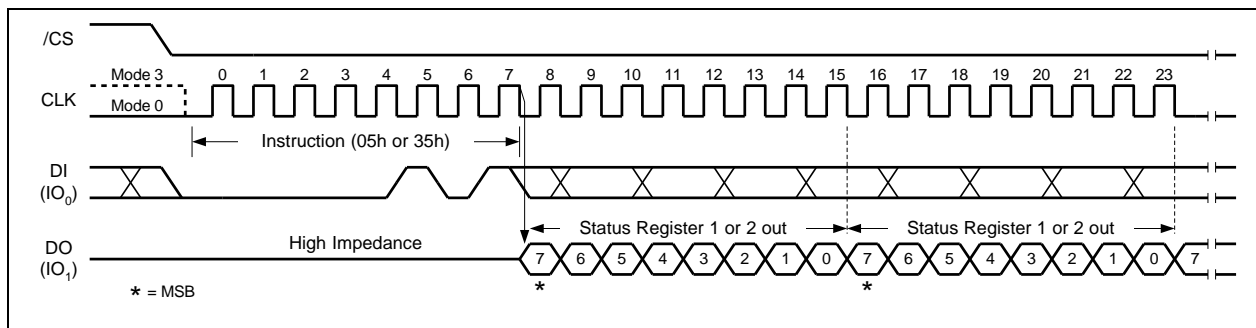 /CS
Mode 3
0 1 2 3 4 5 6 7 8 9 10 11 12 13 14 15 16 17 18 19 20 21 22 23
CLK
Mode 0
Instruction (05h or 35h)
DI
(IO0)
Status Register 1 or 2 out Status Register 1 or 2 out
High Impedance
DO
(IO1)
7 6 5 4 3 2 1 0 7 6 5 4 3 2 1 0 7
* *
* = MSB